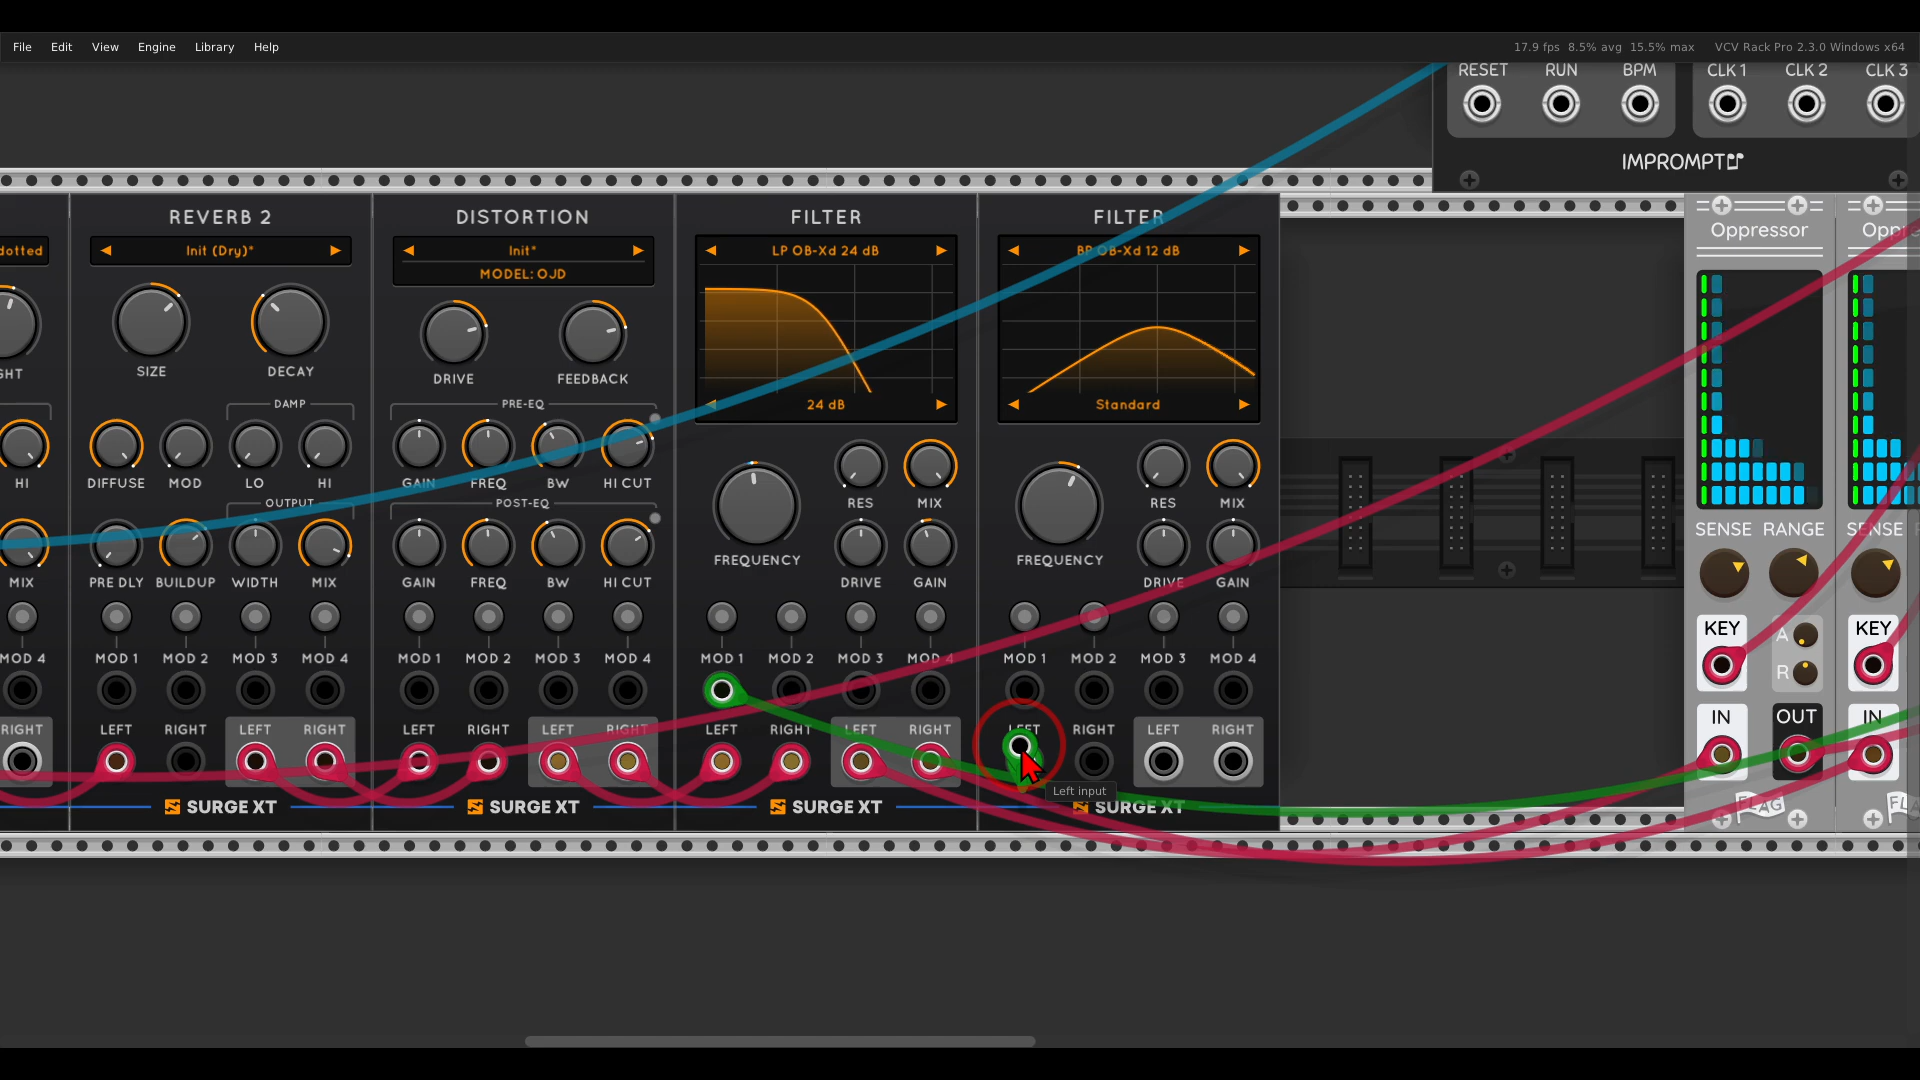 File Edit View Engine Library Help
17.9 fps 8.5% avg 15.5% max VCV Rack Pro 2.3.0 Windows x64
RESET RUN BPM CLK 1 CLK 2 CLK 3
IMPROMPT
REVERB 2 DISTORTION FILTER FILTER
Oppressor
dotted Init (Dry)* Init* LP OB-Xd 24 dB BP OB-Xd 12 dB
MODEL: OJD
SIZE DECAY DRIVE FEEDBACK
DAMP PRE-EQ 24 dB Standard
HI DIFFUSE MOD LO HI GAIN FREQ BW HI CUT
RES MIX RES MIX
OUTPUT POST-EQ
SENSE RANGE SENSE
FREQUENCY FREQUENCY
MIX PRE DLY BUILDUP WIDTH MIX GAIN FREQ BW HI CUT DRIVE GAIN DRIVE GAIN
KEY A KEY
MOD 4 MOD 1 MOD 2 MOD 3 MOD 4 MOD 1 MOD 2 MOD 3 MOD 4 MOD 1 MOD 2 MOD 3 MOD 4 MOD 1 MOD 2 MOD 3 MOD 4
R
IN OUT IN
RIGHT LEFT RIGHT LEFT RIGHT LEFT RIGHT LEFT RIGHT LEFT RIGHT LEFT RIGHT LEFT RIGHT LEFT RIGHT
Left input
SURGE XT SURGE XT SURGE XT SURGE XT
FLAG